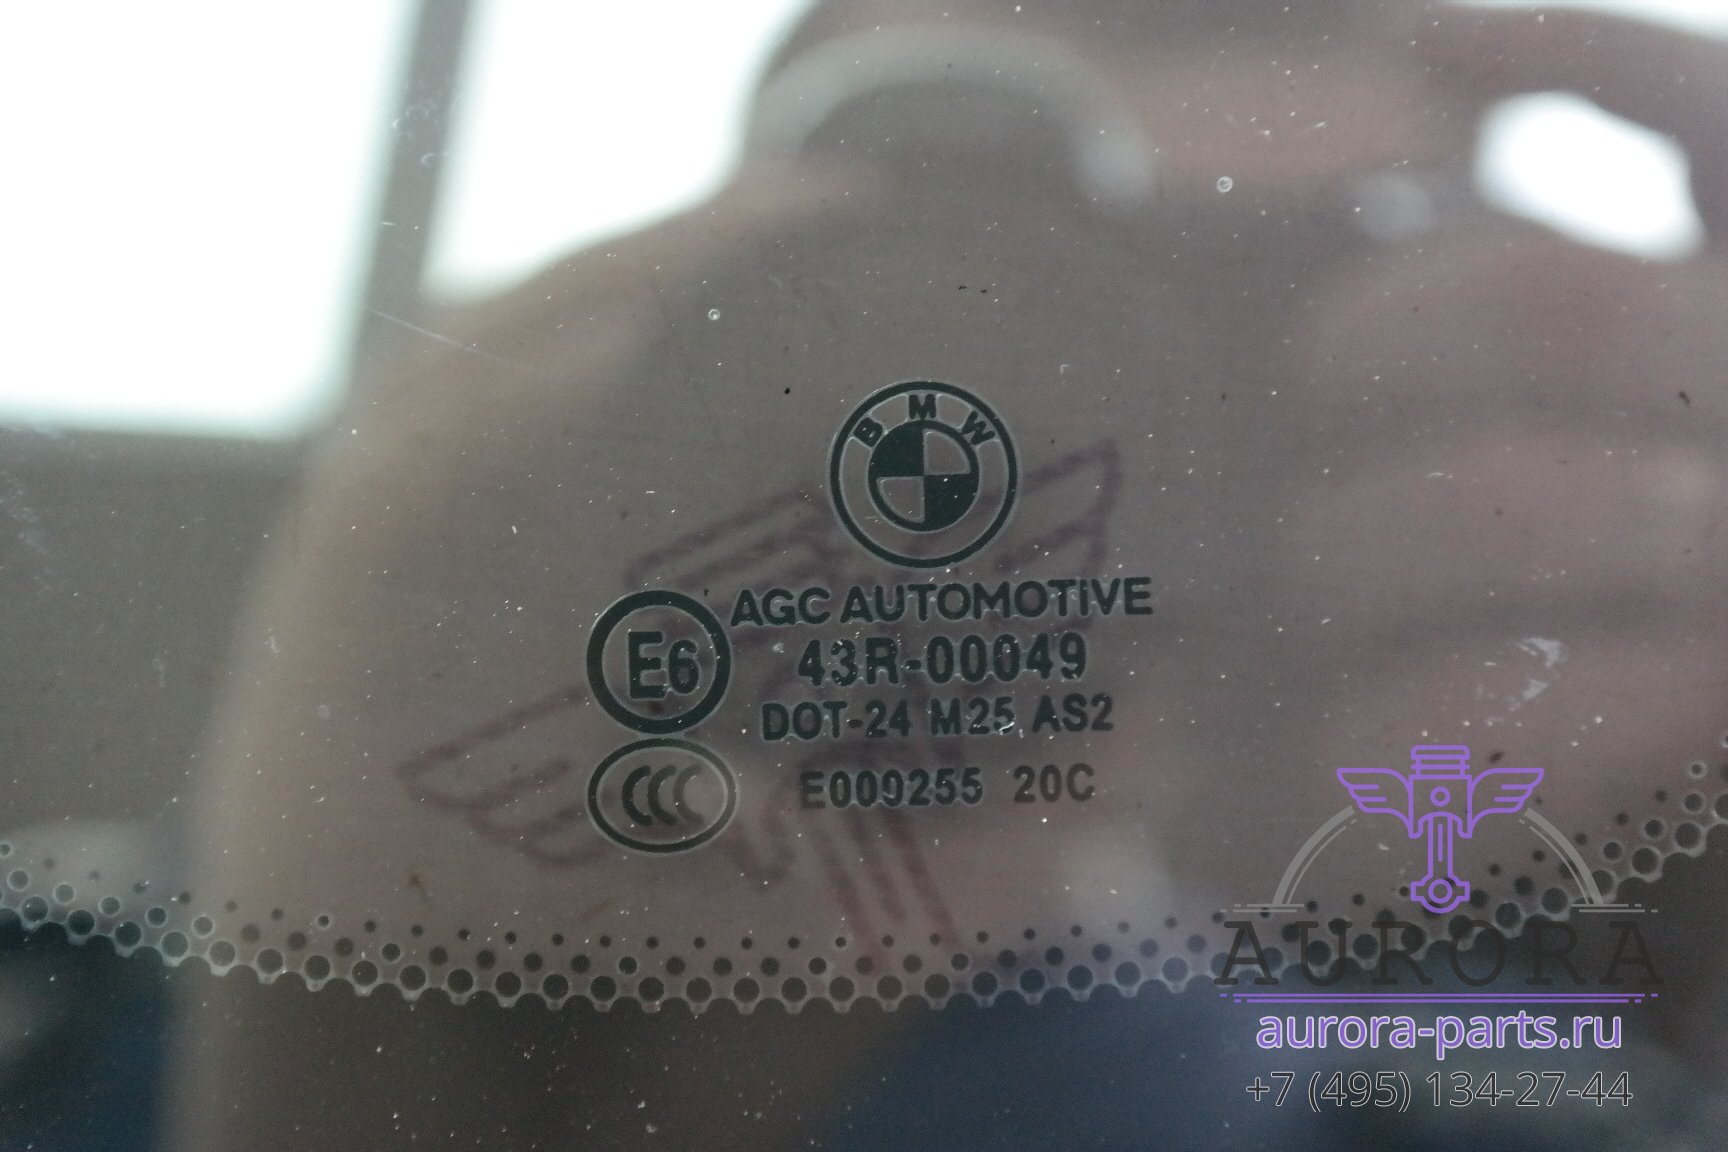 BMW
AGC AUTOMOTIVE
E6
43R-00049
DOT-24 M25 AS2
CCC
E009255 20C
AURORA
aurora-parts.ru
+7 (495) 134-27-44